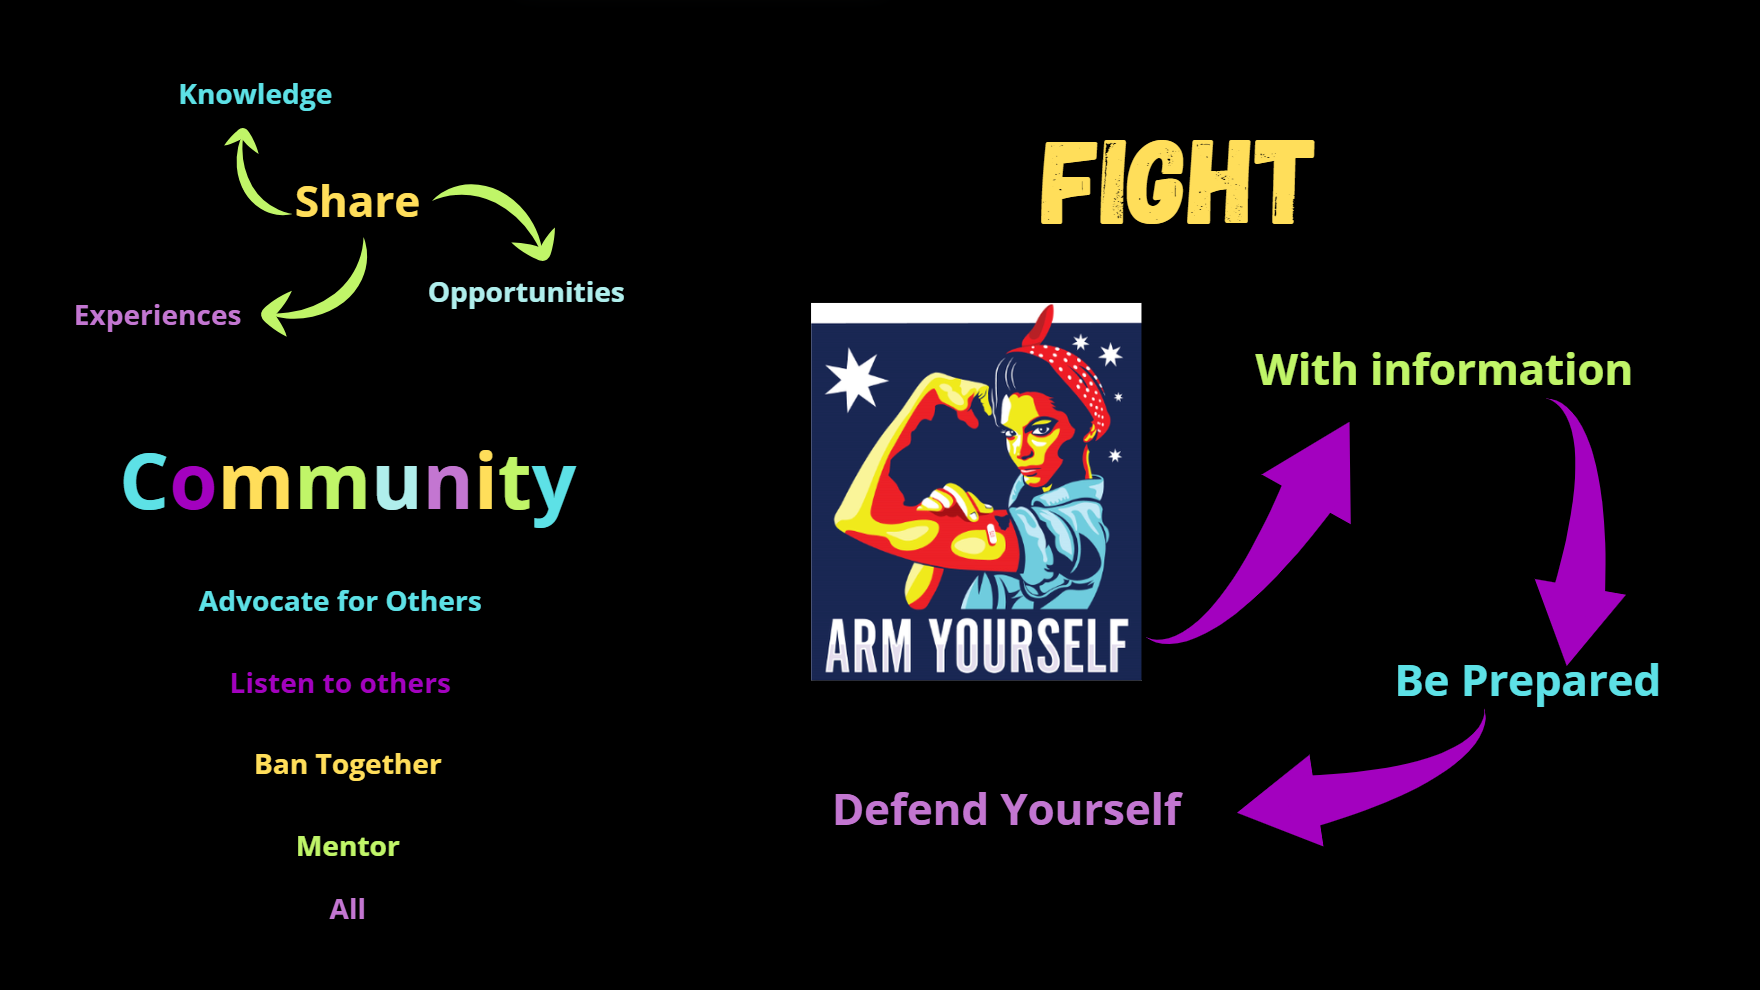 Knowledge
Share
Opportunities
Experiences
Community
Advocate for Others
Listen to others
Ban Together
Mentor
All
FIGHT
ARM YOURSELF
With information
Be Prepared
Defend Yourself